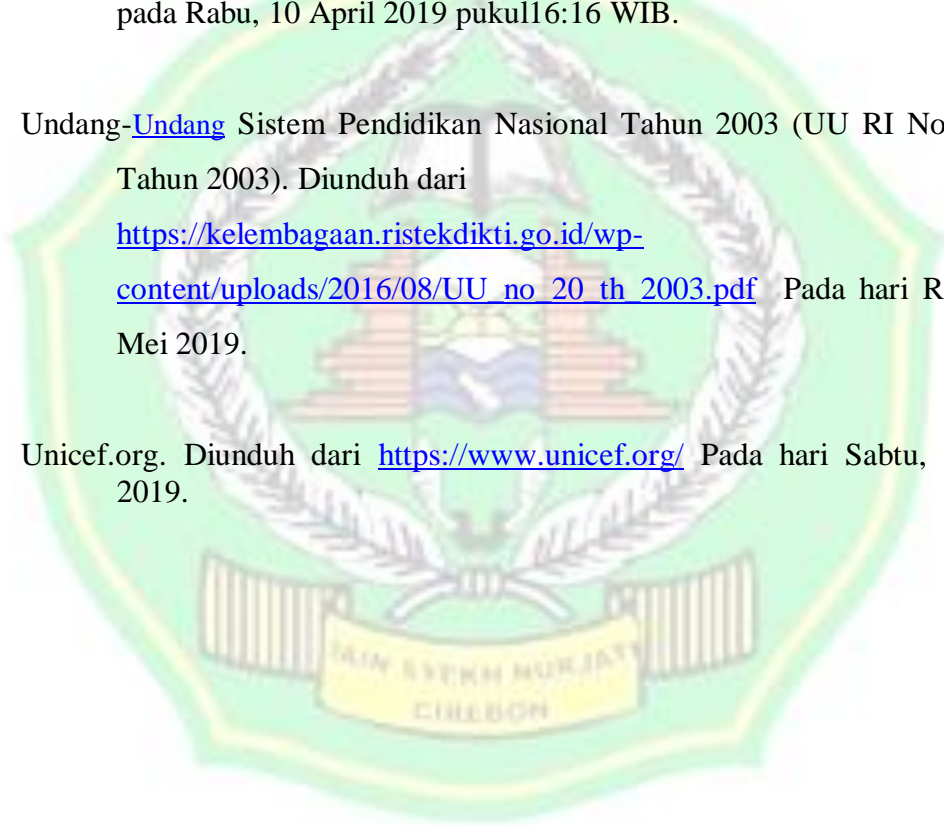 pada Rabu, 10 April 2019 pukul16:16 WIB.
Undang-Undang Sistem Pendidikan Nasional Tahun 2003 (UU RI No
Tahun 2003). Diunduh dari
https://kelembagaan.ristekdikti.go.id/wp-
content/uploads/2016/08/UU_no_20_th_2003.pdf Pada hari R
Mei 2019.
Unicef.org. Diunduh dari https://www.unicef.org/ Pada hari Sabtu,
2019.
IAIN SYEKH NURJATI
CIREBON